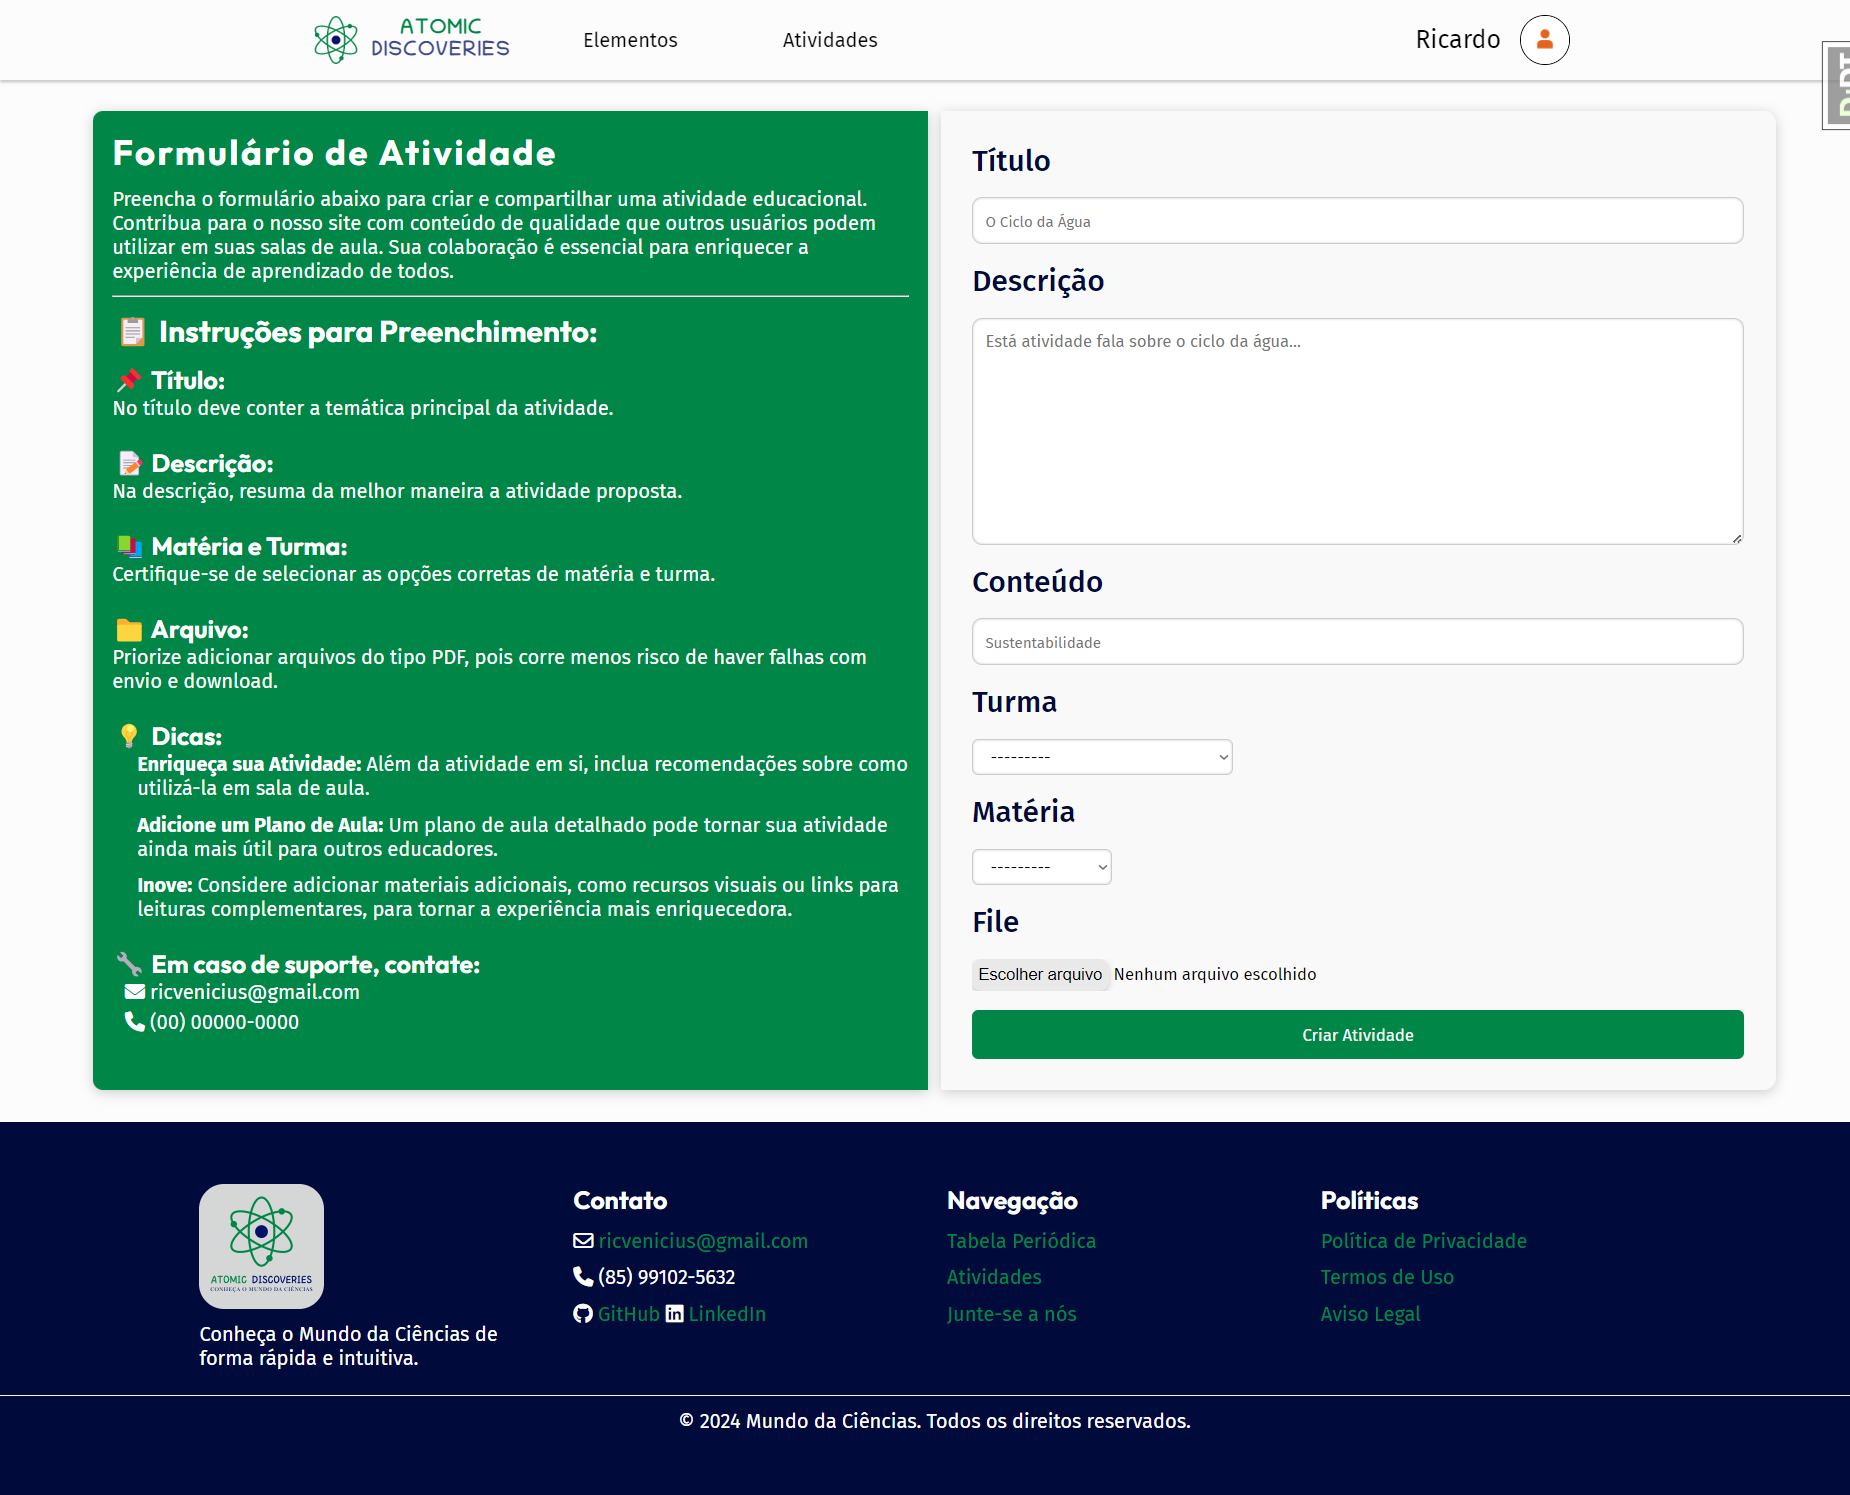 ATOMIC
DISCOVERIES
Elementos
Atividades
Ricardo
DjDT
Formulário de Atividade
Preencha o formulário abaixo para criar e compartilhar uma atividade educacional.
Contribua para o nosso site com conteúdo de qualidade que outros usuários podem
utilizar em suas salas de aula. Sua colaboração é essencial para enriquecer a
experiência de aprendizado de todos.
Instruções para Preenchimento:
Título:
No título deve conter a temática principal da atividade.
Descrição:
Na descrição, resuma da melhor maneira a atividade proposta.
Matéria e Turma:
Certifique-se de selecionar as opções corretas de matéria e turma.
Arquivo:
Priorize adicionar arquivos do tipo PDF, pois corre menos risco de haver falhas com
envio e download.
Dicas:
Enriqueça sua Atividade: Além da atividade em si, inclua recomendações sobre como
utilizá-la em sala de aula.
Adicione um Plano de Aula: Um plano de aula detalhado pode tornar sua atividade
ainda mais útil para outros educadores.
Inove: Considere adicionar materiais adicionais, como recursos visuais ou links para
leituras complementares, para tornar a experiência mais enriquecedora.
Em caso de suporte, contate:
ricvenicius@gmail.com
(00) 00000-0000
Título
O Ciclo da Água
Descrição
Está atividade fala sobre o ciclo da água...
Conteúdo
Sustentabilidade
Turma
---------
Matéria
---------
File
Escolher arquivo Nenhum arquivo escolhido
Criar Atividade
ATOMIC DISCOVERIES
CONHEÇA O MUNDO DA CIÊNCIAS
Conheça o Mundo da Ciências de
forma rápida e intuitiva.
Contato
ricvenicius@gmail.com
(85) 99102-5632
GitHub LinkedIn
Navegação
Tabela Periódica
Atividades
Junte-se a nós
Políticas
Política de Privacidade
Termos de Uso
Aviso Legal
© 2024 Mundo da Ciências. Todos os direitos reservados.